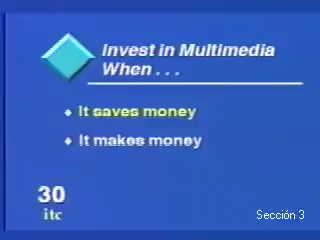 Invest in Multimedia
When . . .
It saves money
It makes money
30
itc
Sección 3